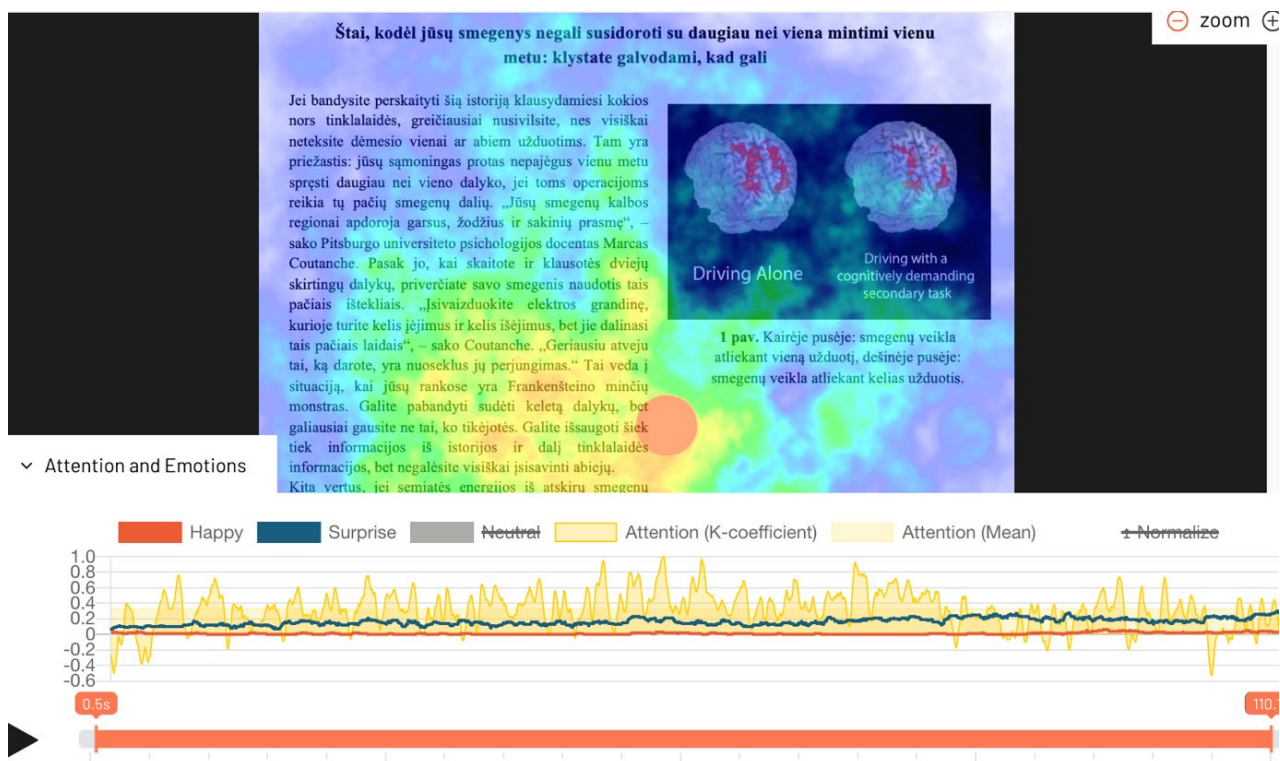 zoom
Štai, kodėl jūsų smegenys negali susidoroti su daugiau nei viena mintimi vienu
metu: klystate galvodami, kad gali
Jei bandysite perskaityti šią istoriją klausydamiesi kokios
nors tinklalaidės, greičiausiai nusivilsite, nes visiškai
neteksite dėmesio vienai ar abiem užduotims. Tam yra
priežastis: jūsų sąmoningas protas nepajėgus vienu metu
spręsti daugiau nei vieno dalyko, jei toms operacijoms
reikia tų pačių smegenų dalių. „Jūsų smegenų kalbos
regionai apdoroja garsus, žodžius ir sakinių prasmę“, –
sako Pitsburgo universiteto psichologijos docentas Marcas
Coutanche. Pasak jo, kai skaitote ir klausotės dviejų
skirtingų dalykų, priverčiate savo smegenis naudotis tais
pačiais ištekliais. „Įsivaizduokite elektros grandinę,
kurioje turite kelis įėjimus ir kelis išėjimus, bet jie dalinasi
tais pačiais laidais“, – sako Coutanche. „Geriausiu atveju
tai, ką darote, yra nuoseklus jų perjungimas.“ Tai veda į
situaciją, kai jūsų rankose yra Frankenšteino minčių
monstras. Galite pabandyti sudėti keletą dalykų, bet
galiausiai gausite ne tai, ko tikėjotės. Galite išsaugoti šiek
tiek informacijos iš istorijos ir dalį tinklalaidės
informacijos, bet negalėsite visiškai įsisavinti abiejų.
Kita vertus, jei semiatės energijos iš atskirų smegenų
Driving Alone
Driving with a
cognitively demanding
secondary task
1 pav. Kairėje pusėje: smegenų veikla
atliekant vieną užduotį, dešinėje pusėje:
smegenų veikla atliekant kelias užduotis.
Attention and Emotions
Happy Surprise Neutral Attention (K-coefficient) Attention (Mean) ↕ Normalize
1.0
0.8
0.6
0.4
0.2
0
-0.2
-0.4
-0.6
0.5s
110.